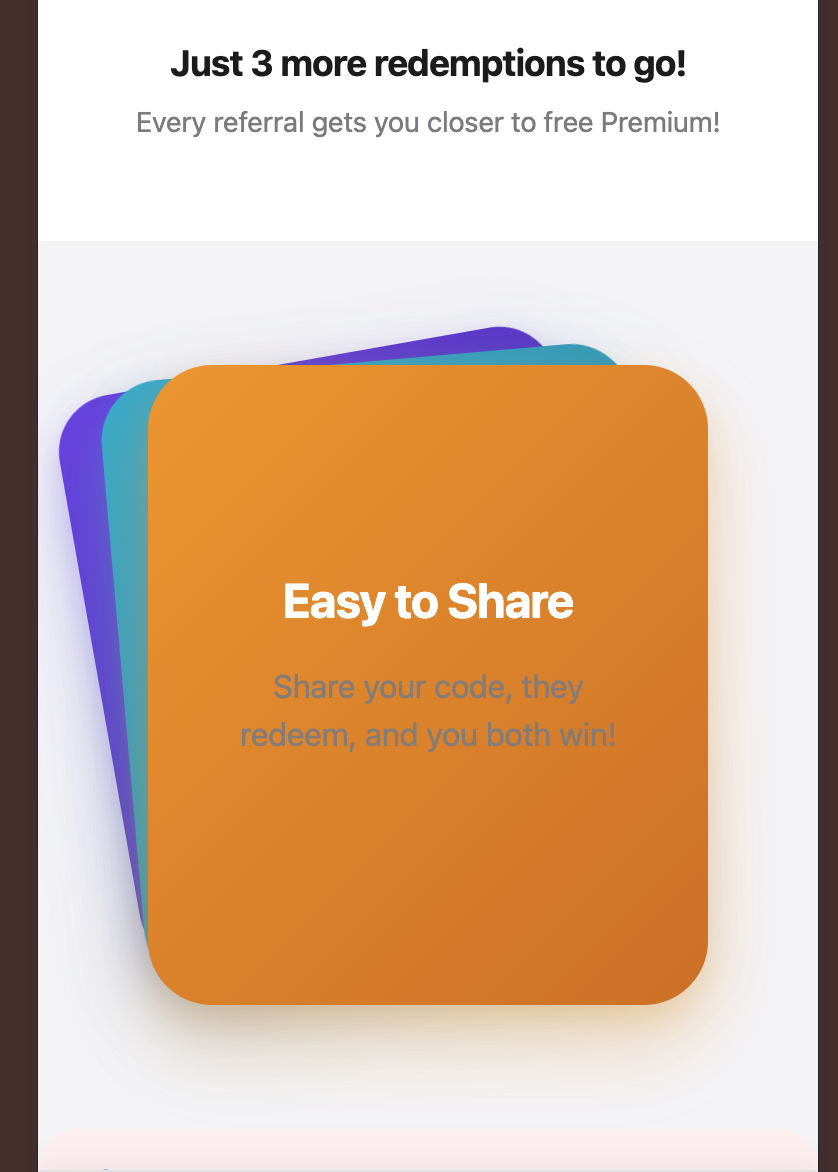 Just 3 more redemptions to go!
Every referral gets you closer to free Premium!
Easy to Share
Share your code, they
redeem, and you both win!